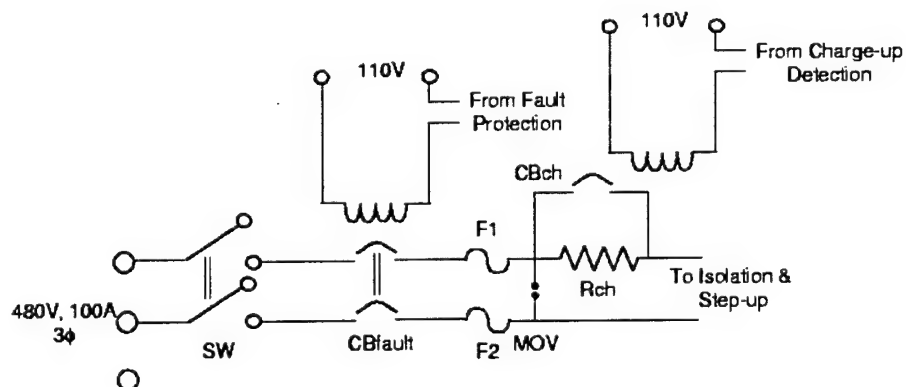 110V
From Charge-up
Detection
110V
From Fault
Protection
CBch
F1
Rch
To Isolation &
Step-up
480V, 100A
3ϕ
SW
CBfault
F2
MOV